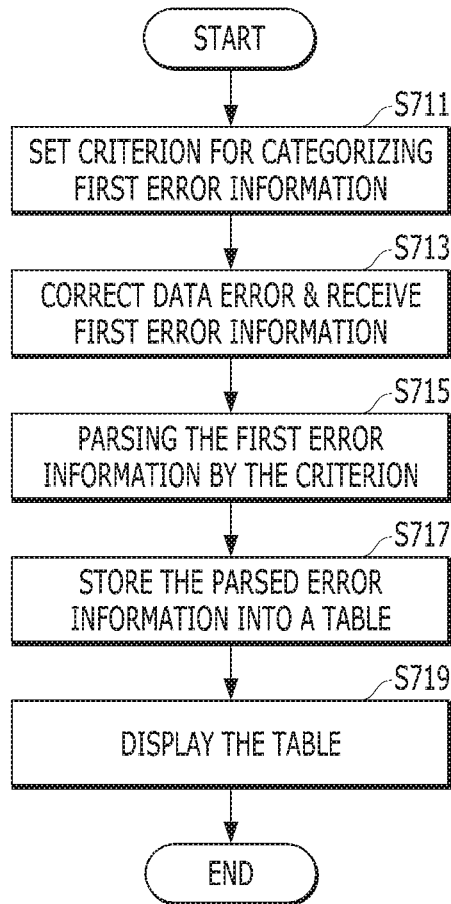 START
S711
SET CRITERION FOR CATEGORIZING
FIRST ERROR INFORMATION
S713
CORRECT DATA ERROR & RECEIVE
FIRST ERROR INFORMATION
S715
PARSING THE FIRST ERROR
INFORMATION BY THE CRITERION
S717
STORE THE PARSED ERROR
INFORMATION INTO A TABLE
S719
DISPLAY THE TABLE
END